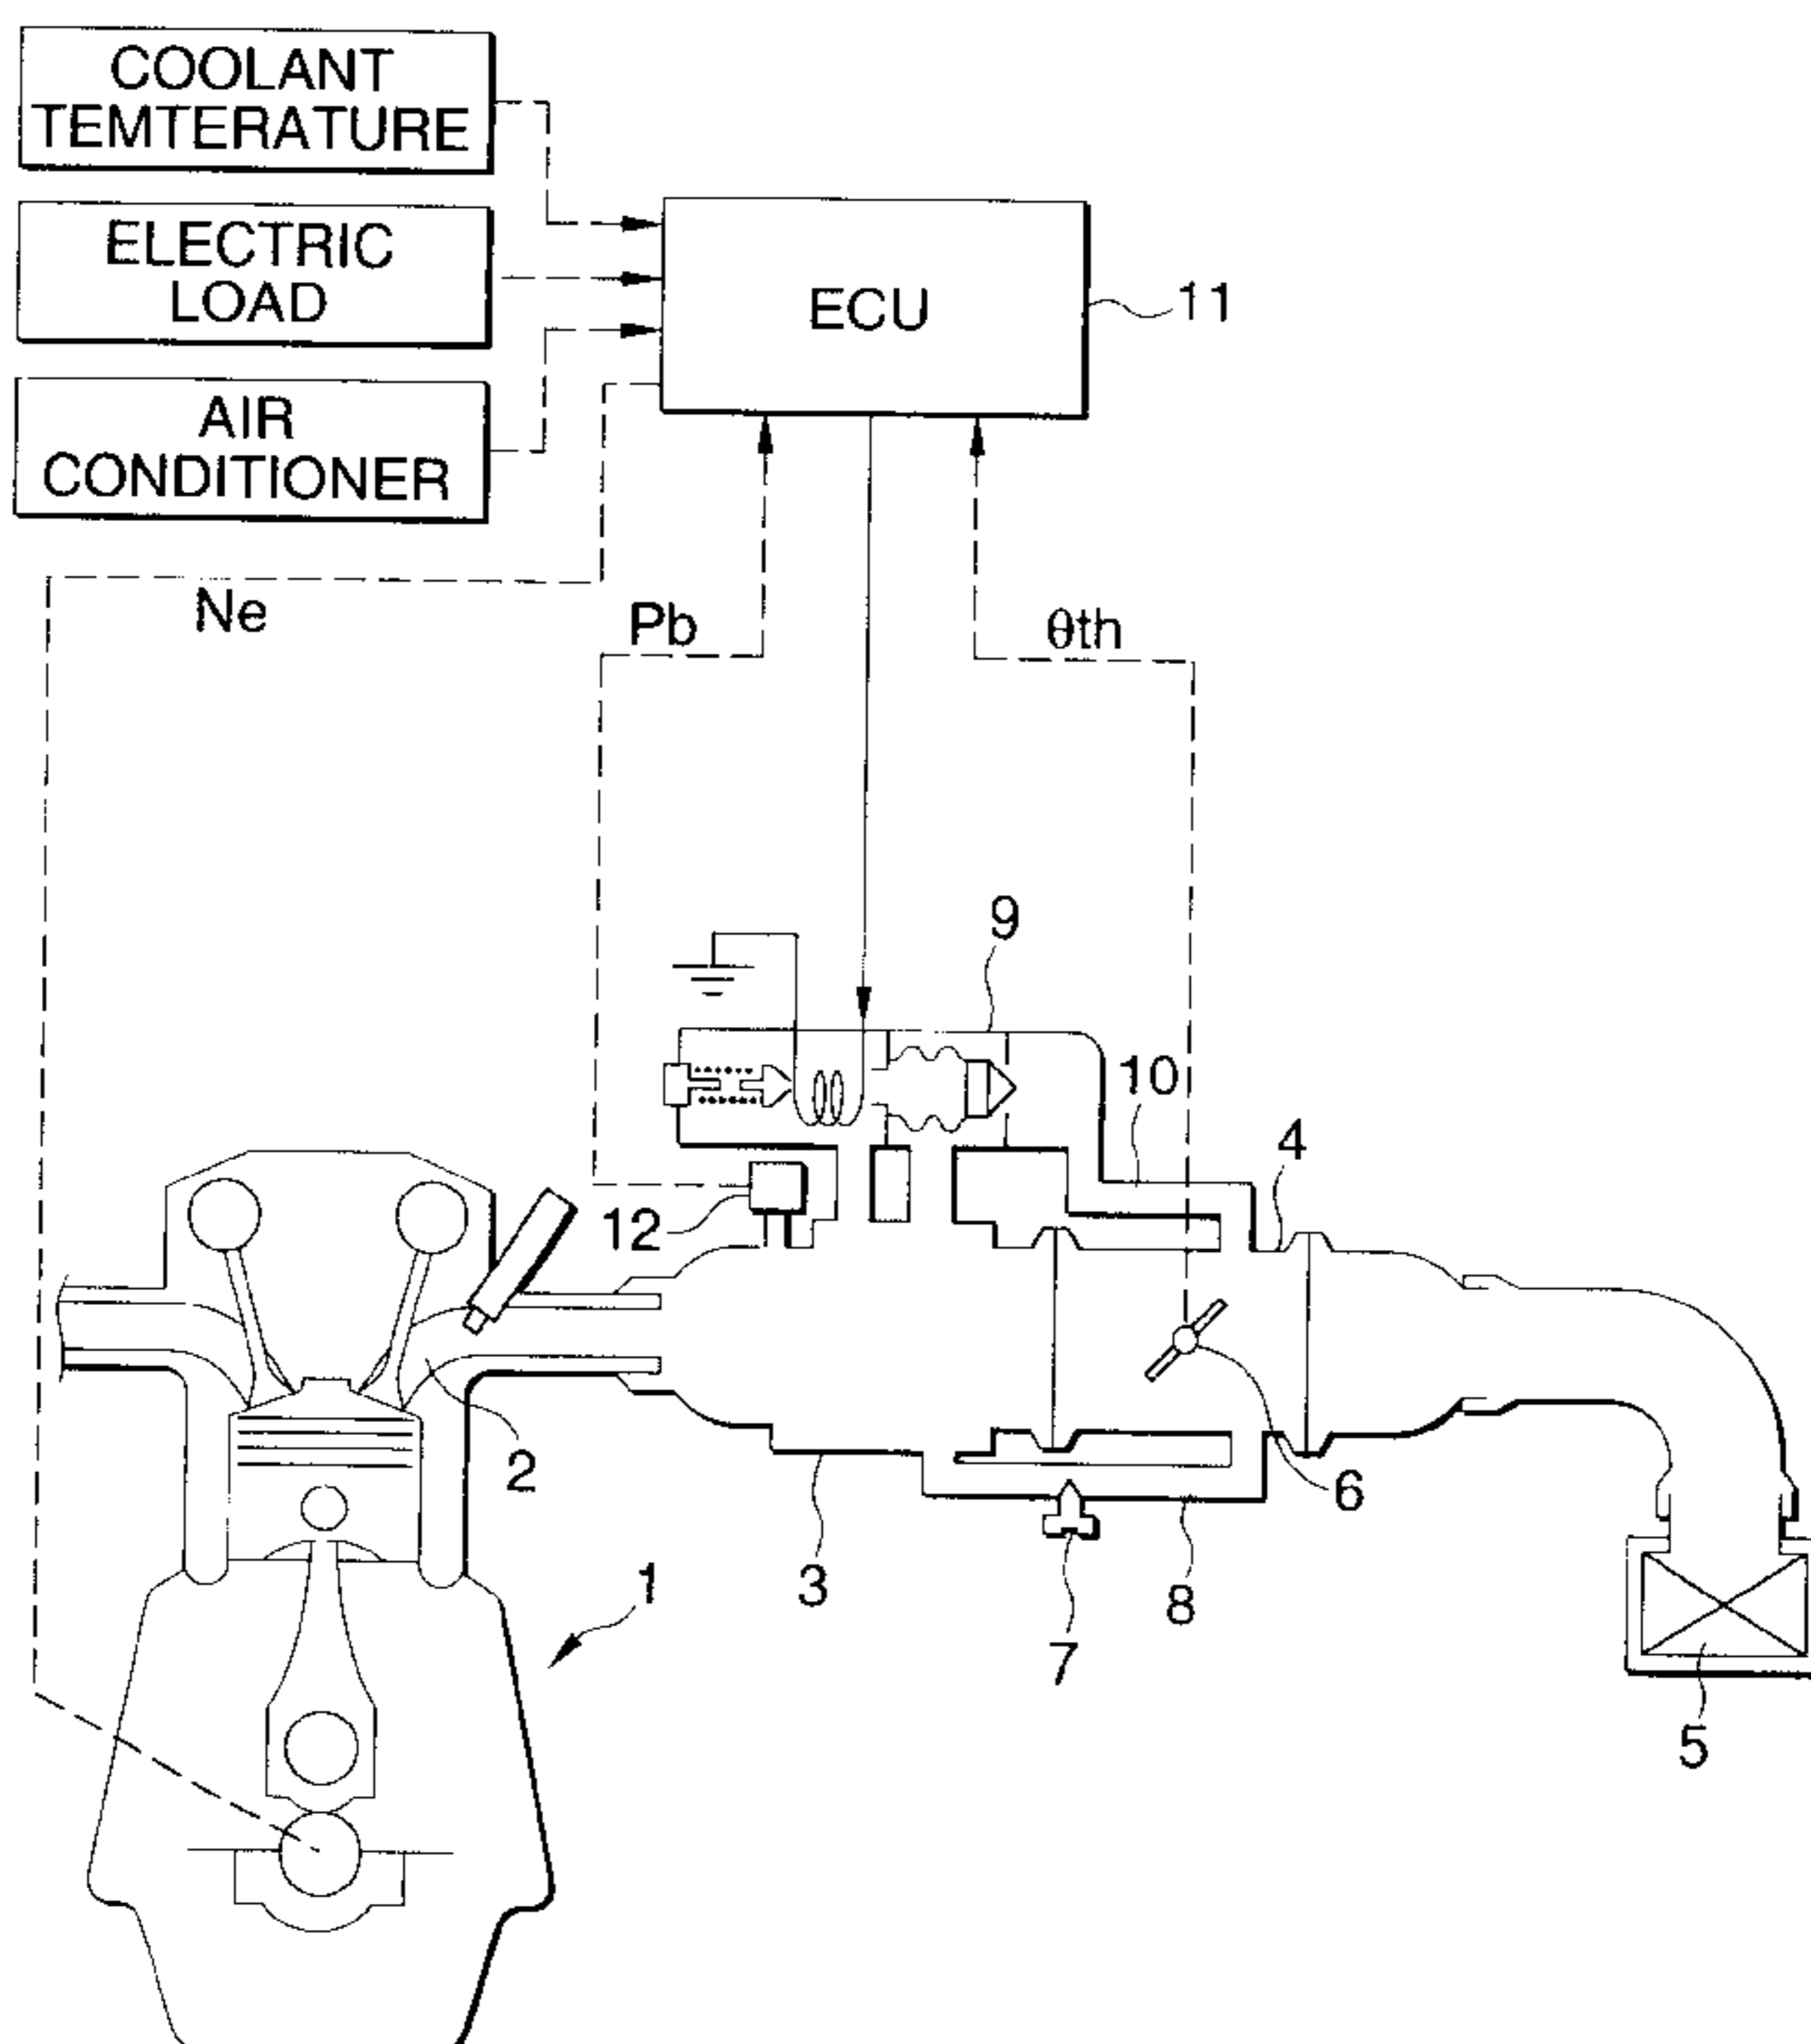 COOLANT
TEMTERATURE
ELECTRIC
LOAD
AIR
CONDITIONER
ECU
11
Ne
Pb
θth
9
10
4
12
2
6
3
1
7
8
5